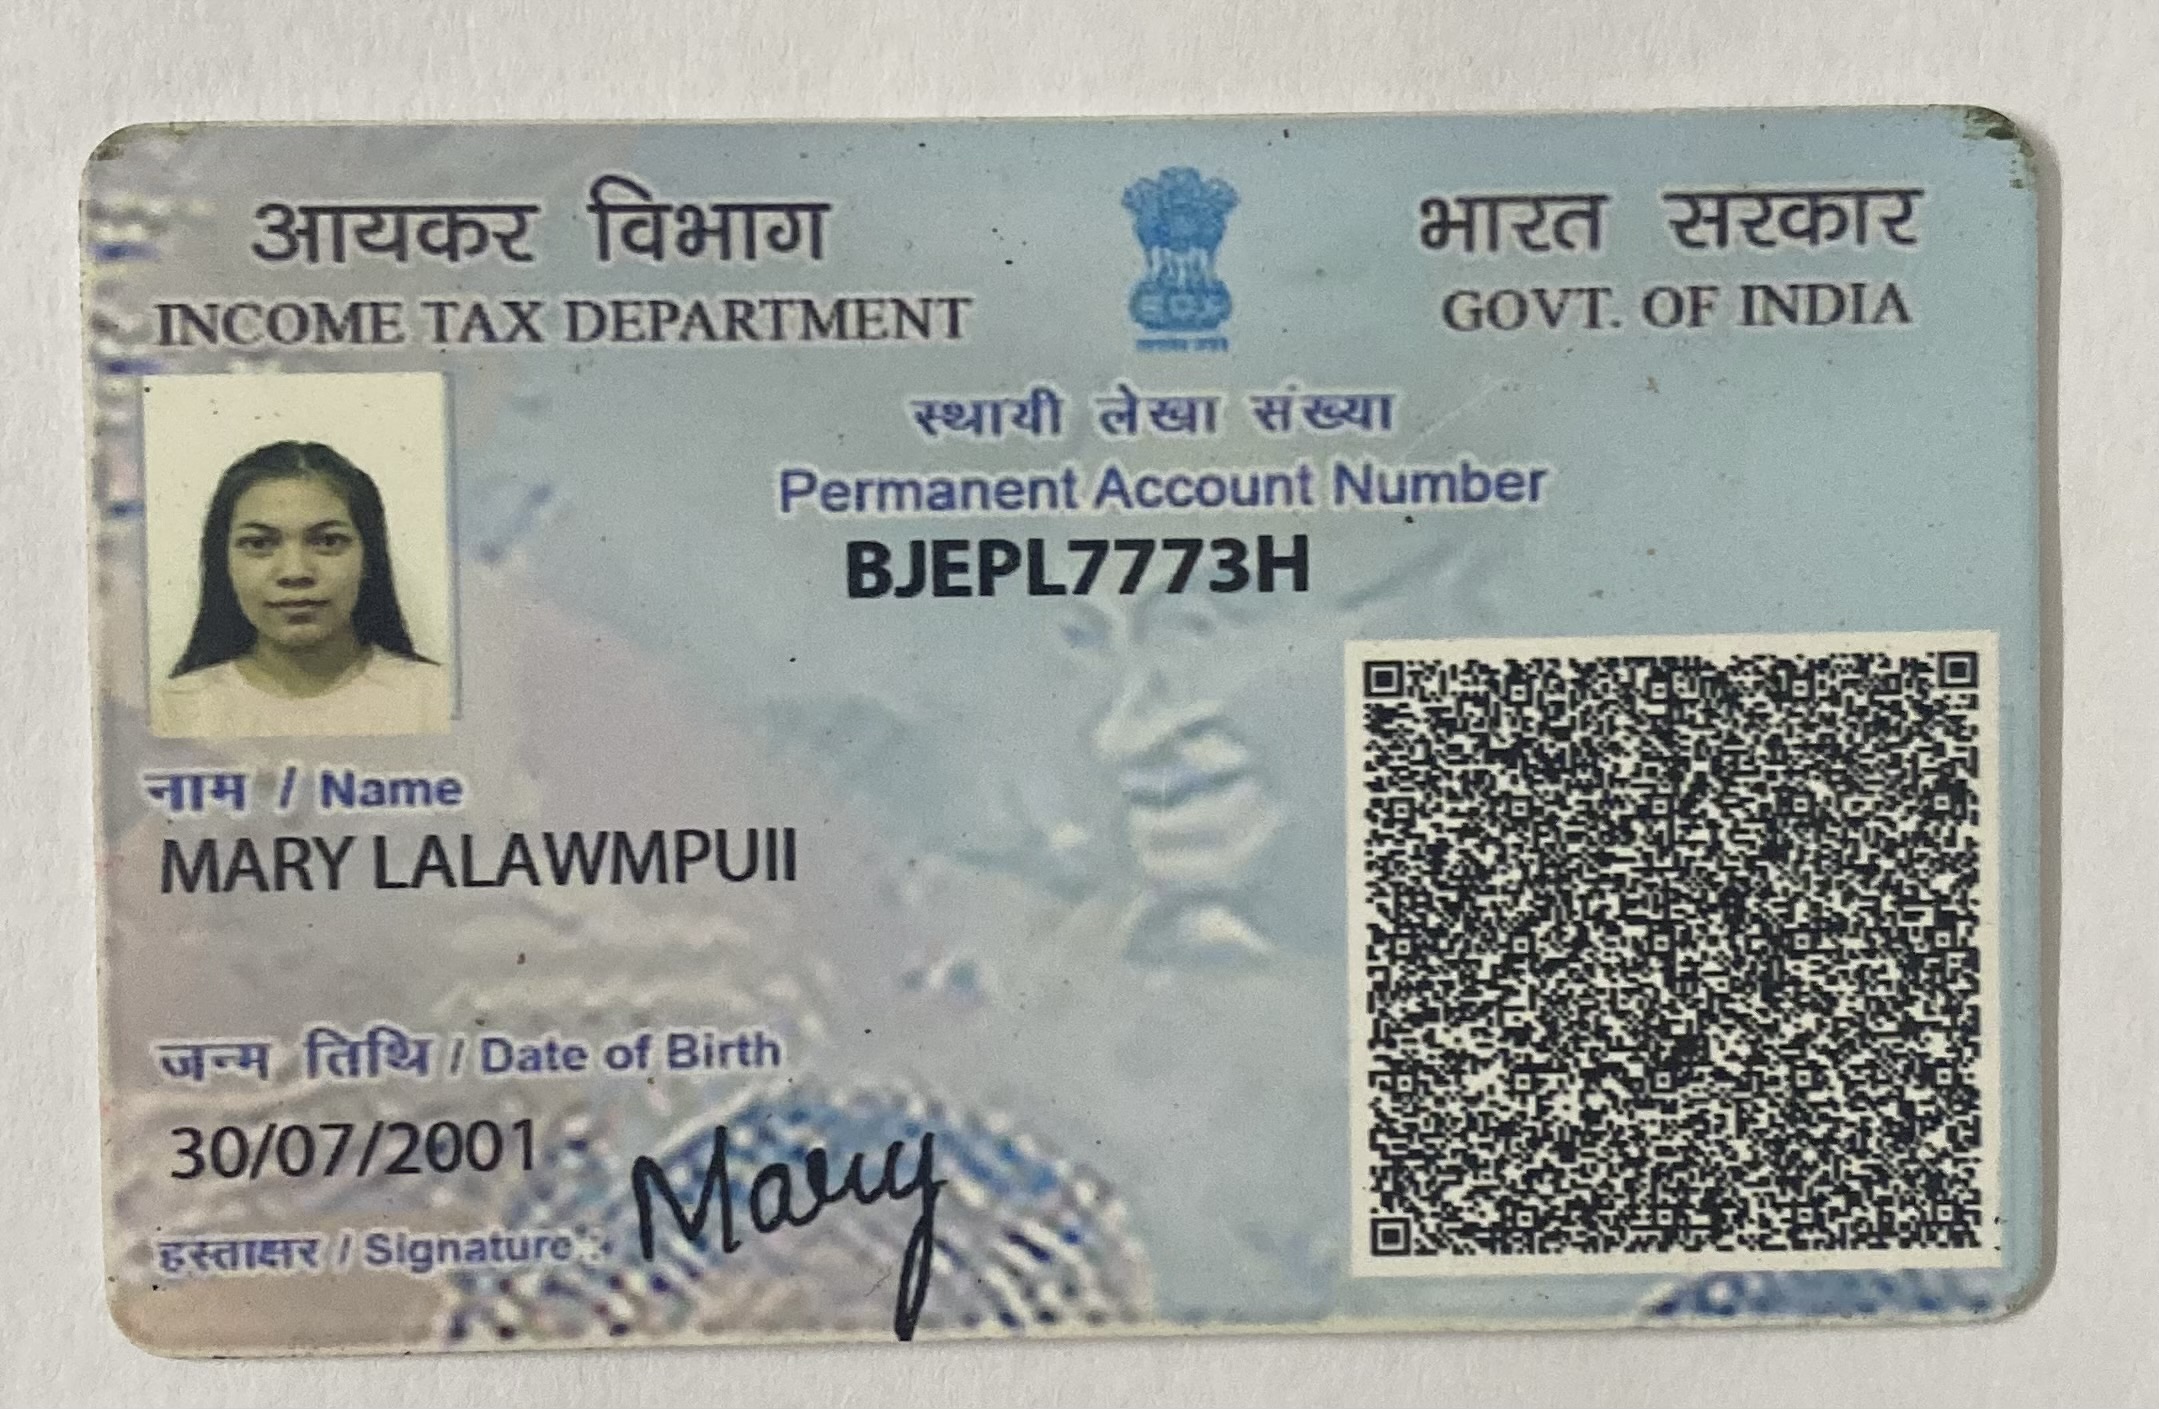 आयकर विभाग
INCOME TAX DEPARTMENT
भारत सरकार
GOVT. OF INDIA
स्थायी लेखा संख्या
Permanent Account Number
BJEPL7773H
नाम / Name
MARY LALAWMPUII
जन्म तिथि / Date of Birth
30/07/2001
हस्ताक्षर / Signature
Mary